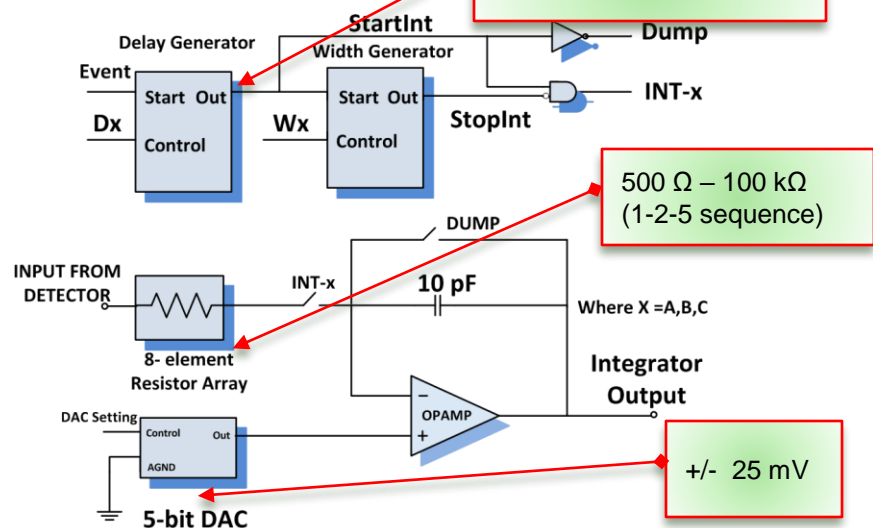 StartInt
Dump
Delay Generator
Width Generator
Event
Start Out
Start Out
INT-x
Dx
Wx
StopInt
Control
Control
500 Ω – 100 kΩ
(1-2-5 sequence)
DUMP
INPUT FROM
DETECTOR
INT-x
10 pF
Where X =A,B,C
8- element
Resistor Array
Integrator
Output
−
OPAMP
+
DAC Setting
Control
Out
AGND
+/- 25 mV
5-bit DAC